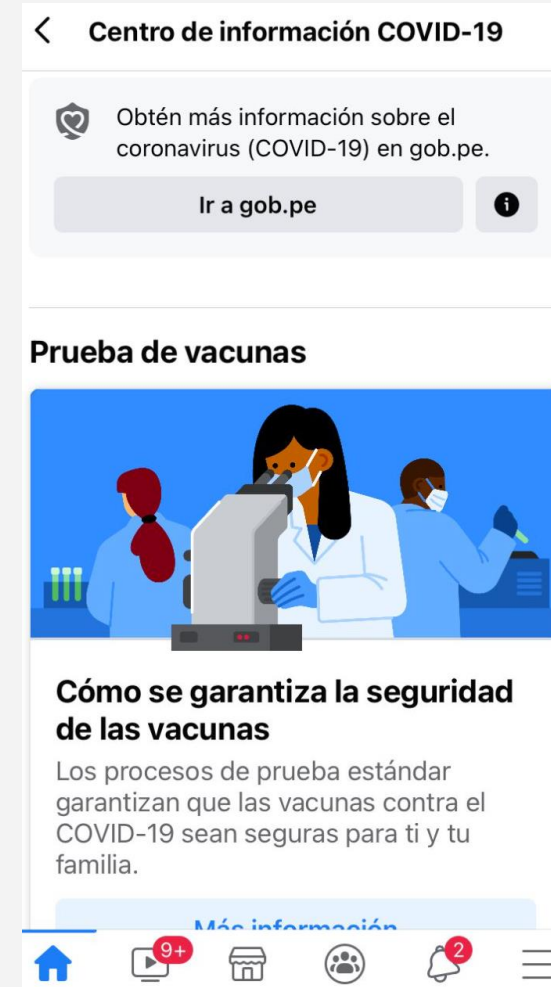 Centro de información COVID-19
Obtén más información sobre el
coronavirus (COVID-19) en gob.pe.
Ir a gob.pe
Prueba de vacunas
Cómo se garantiza la seguridad
de las vacunas
Los procesos de prueba estándar
garantizan que las vacunas contra el
COVID-19 sean seguras para ti y tu
familia.
Más información
9+
2